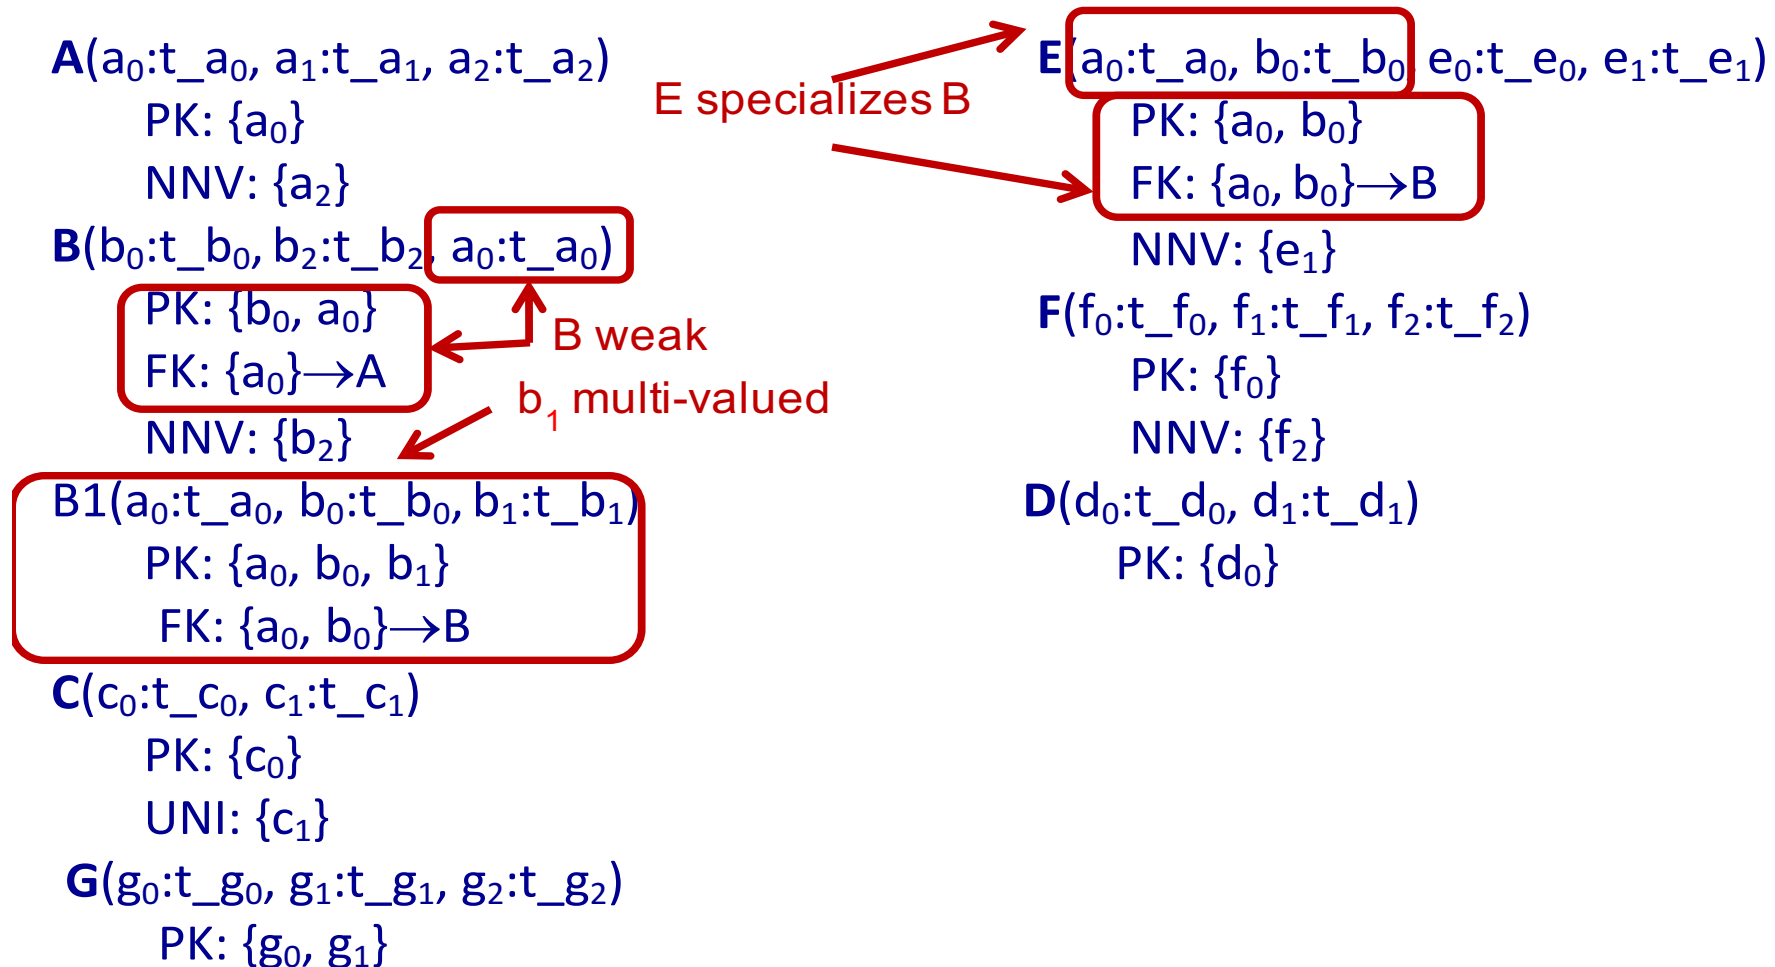 A(a₀:t_a₀, a₁:t_a₁, a₂:t_a₂)
PK: {a₀}
NNV: {a₂}
B(b₀:t_b₀, b₂:t_b₂, a₀:t_a₀)
PK: {b₀, a₀}
FK: {a₀}→A
NNV: {b₂}
B1(a₀:t_a₀, b₀:t_b₀, b₁:t_b₁)
PK: {a₀, b₀, b₁}
FK: {a₀, b₀}→B
C(c₀:t_c₀, c₁:t_c₁)
PK: {c₀}
UNI: {c₁}
G(g₀:t_g₀, g₁:t_g₁, g₂:t_g₂)
PK: {g₀, g₁}
E specializes B
B weak
b₁ multi-valued
E(a₀:t_a₀, b₀:t_b₀, e₀:t_e₀, e₁:t_e₁)
PK: {a₀, b₀}
FK: {a₀, b₀}→B
NNV: {e₁}
F(f₀:t_f₀, f₁:t_f₁, f₂:t_f₂)
PK: {f₀}
NNV: {f₂}
D(d₀:t_d₀, d₁:t_d₁)
PK: {d₀}